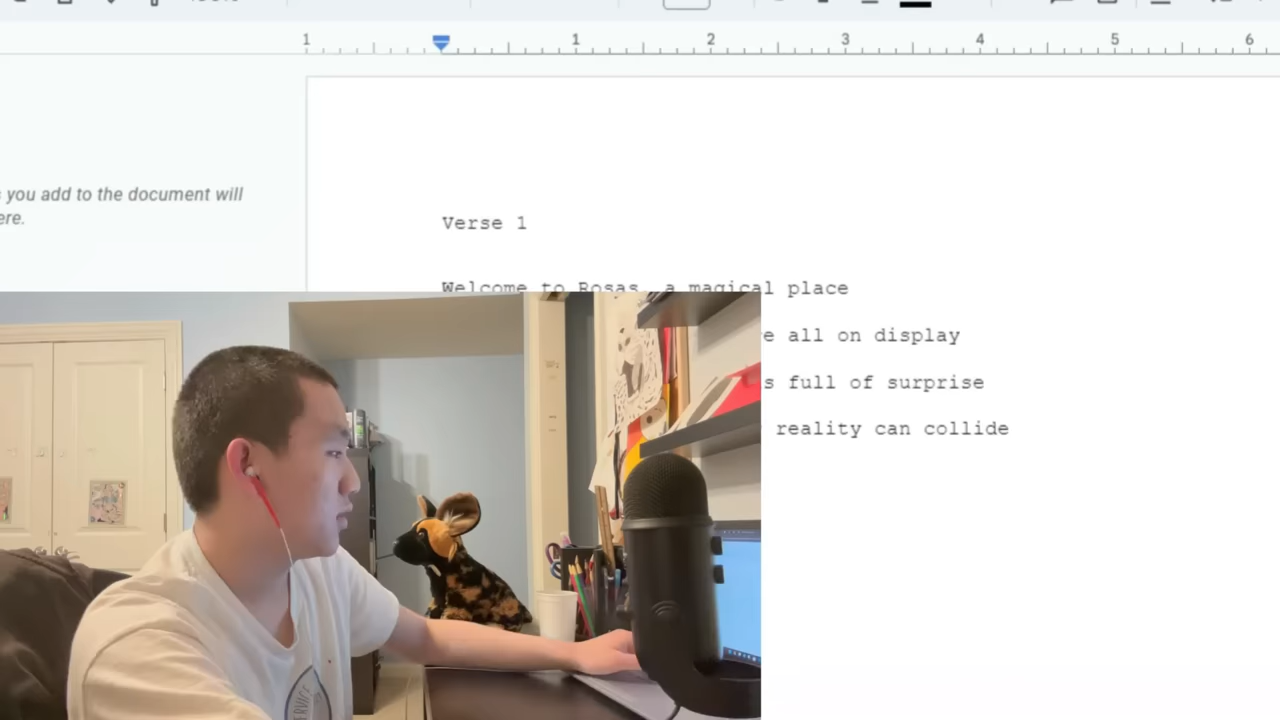 1 1 2 3 4 5 6
you add to the document will
ere.
Verse 1
Welcome to Rosas, a magical place
e all on display
s full of surprise
reality can collide
ERVICE